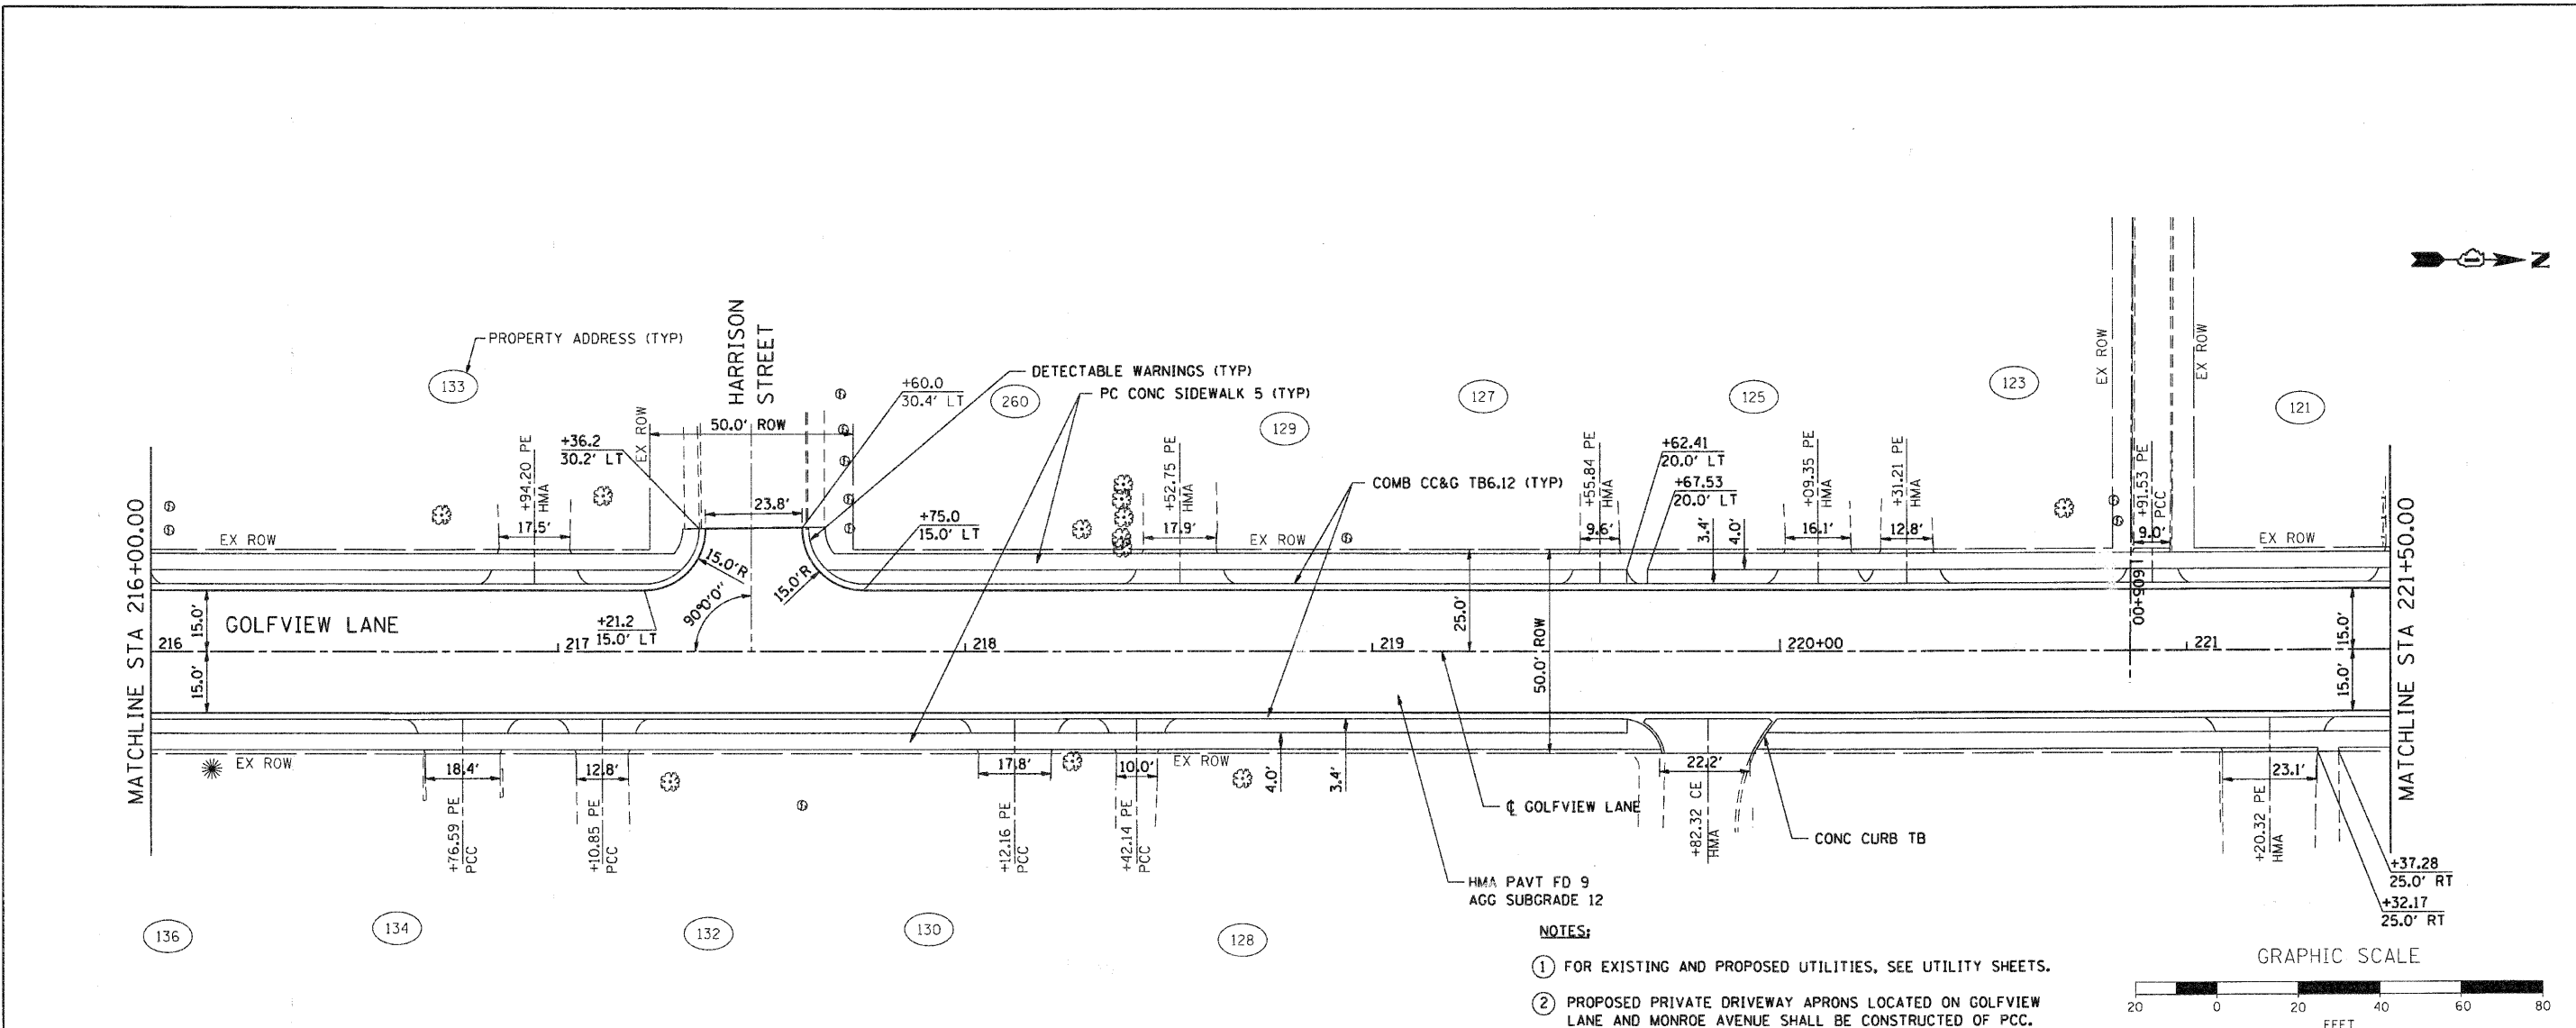 N
PROPERTY ADDRESS (TYP)
133
HARRISON
STREET
DETECTABLE WARNINGS (TYP)
PC CONC SIDEWALK 5 (TYP)
+60.0
30.4' LT
260
129
127
125
123
121
EX ROW
50.0' ROW
+36.2
30.2' LT
+94.20 PE
HMA
17.5'
23.8'
+75.0
15.0' LT
+52.75 PE
HMA
17.9'
COMB CC&G TB6.12 (TYP)
+55.84 PE
HMA
9.6'
+62.41
20.0' LT
+67.53
20.0' LT
3.4'
4.0'
+09.35 PE
HMA
16.1'
+31.21 PE
HMA
12.8'
EX ROW
EX ROW
+91.53 PE
PCC
9.0'
EX ROW
EX ROW
EX ROW
MATCHLINE STA 216+00.00
15.0'
15.0'
GOLFVIEW LANE
15.0'R
15.0'R
90°0'0"
+21.2
15.0' LT
25.0'
50.0' ROW
1609+00
15.0'
15.0'
MATCHLINE STA 221+50.00
216
217
218
219
220+00
221
EX ROW
18.4'
+76.59 PE
PCC
12.8'
+10.85 PE
PCC
17.8'
+12.16 PE
PCC
10.0'
+42.14 PE
PCC
EX ROW
4.0'
3.4'
℄ GOLFVIEW LANE
22.2'
+82.32 CE
HMA
CONC CURB TB
23.1'
+20.32 PE
HMA
+37.28
25.0' RT
+32.17
25.0' RT
HMA PAVT FD 9
AGG SUBGRADE 12
136
134
132
130
128
NOTES:
1 FOR EXISTING AND PROPOSED UTILITIES, SEE UTILITY SHEETS.
2 PROPOSED PRIVATE DRIVEWAY APRONS LOCATED ON GOLFVIEW
LANE AND MONROE AVENUE SHALL BE CONSTRUCTED OF PCC.
GRAPHIC SCALE
20 0 20 40 60 80
FEET